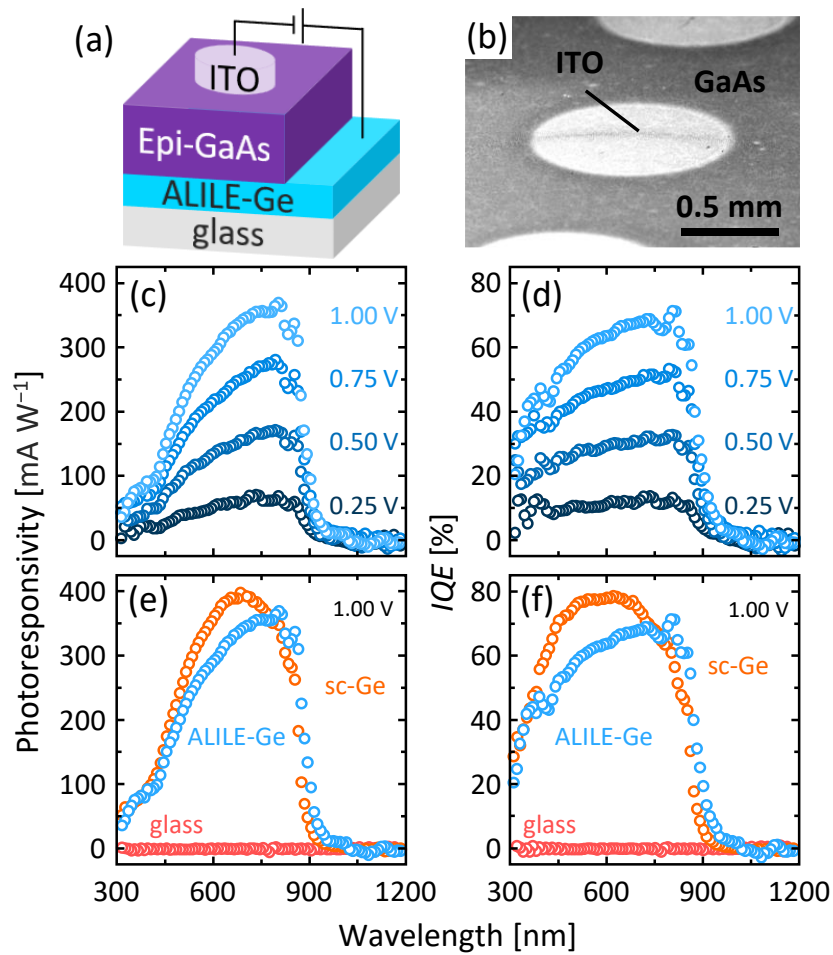 (a)
ITO
Epi-GaAs
ALILE-Ge
glass
(b)
ITO
GaAs
0.5 mm
Photoresponsivity [mA W⁻¹]
400
300
200
100
0
(c)
1.00 V
0.75 V
0.50 V
0.25 V
IQE [%]
80
60
40
20
0
(d)
1.00 V
0.75 V
0.50 V
0.25 V
400
300
200
100
0
(e)
1.00 V
sc-Ge
ALILE-Ge
glass
300 600 900 1200
80
60
40
20
0
(f)
1.00 V
sc-Ge
ALILE-Ge
glass
300 600 900 1200
Wavelength [nm]